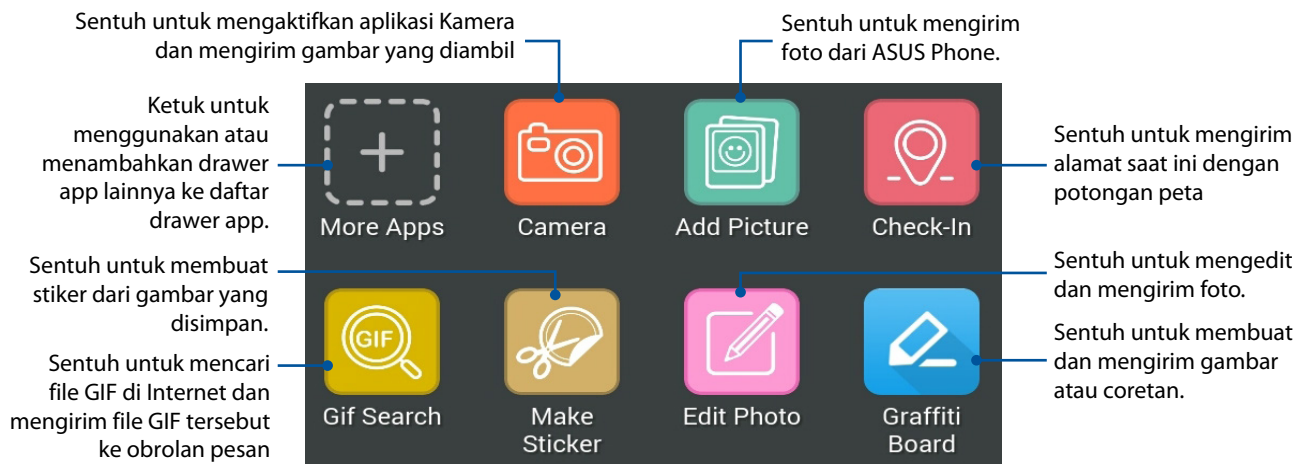 Sentuh untuk mengaktifkan aplikasi Kamera
dan mengirim gambar yang diambil
Sentuh untuk mengirim
foto dari ASUS Phone.
Ketuk untuk
menggunakan atau
menambahkan drawer
app lainnya ke daftar
drawer app.
More Apps
Camera
Add Picture
Check-In
Sentuh untuk mengirim
alamat saat ini dengan
potongan peta
Sentuh untuk membuat
stiker dari gambar yang
disimpan.
Sentuh untuk mencari
file GIF di Internet dan
mengirim file GIF tersebut
ke obrolan pesan
GIF
Gif Search
Make
Sticker
Edit Photo
Graffiti
Board
Sentuh untuk mengedit
dan mengirim foto.
Sentuh untuk membuat
dan mengirim gambar
atau coretan.